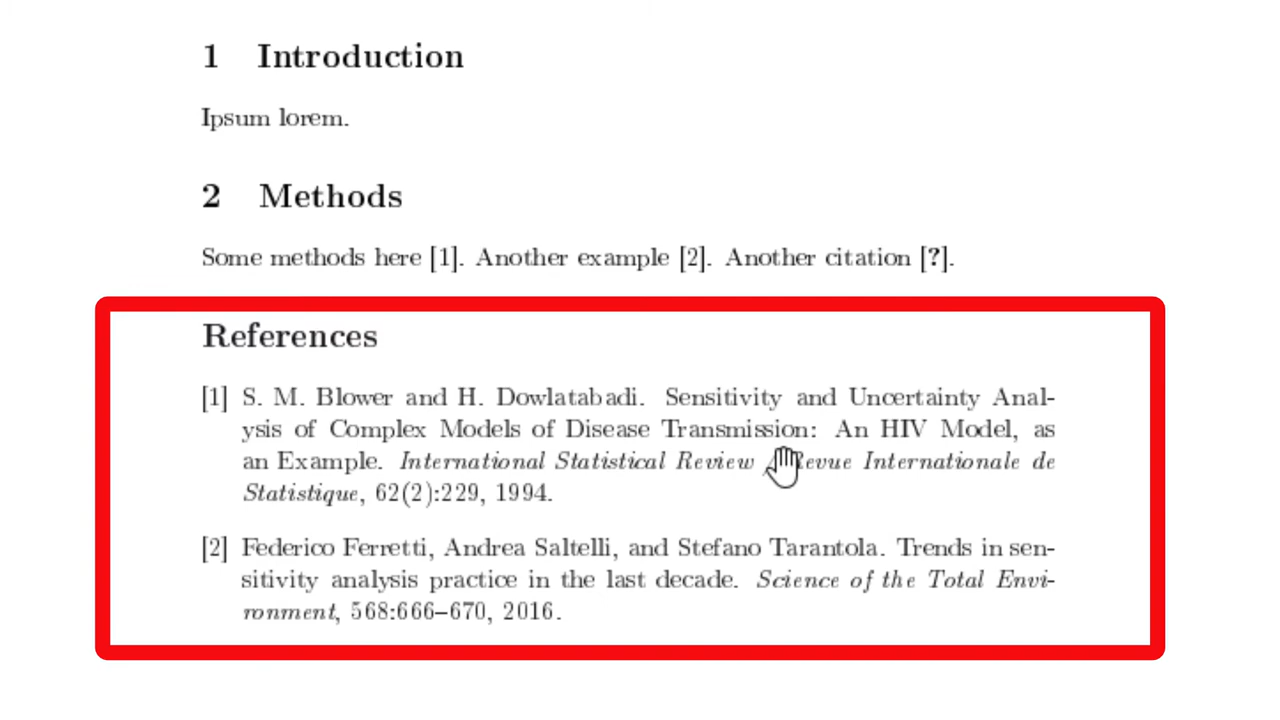 1 Introduction
Ipsum lorem.
2 Methods
Some methods here [1]. Another example [2]. Another citation [?].
References
[1] S. M. Blower and H. Dowlatabadi. Sensitivity and Uncertainty Anal-
ysis of Complex Models of Disease Transmission: An HIV Model, as
an Example. International Statistical Review / Revue Internationale de
Statistique, 62(2):229, 1994.
[2] Federico Ferretti, Andrea Saltelli, and Stefano Tarantola. Trends in sen-
sitivity analysis practice in the last decade. Science of the Total Envi-
ronment, 568:666–670, 2016.